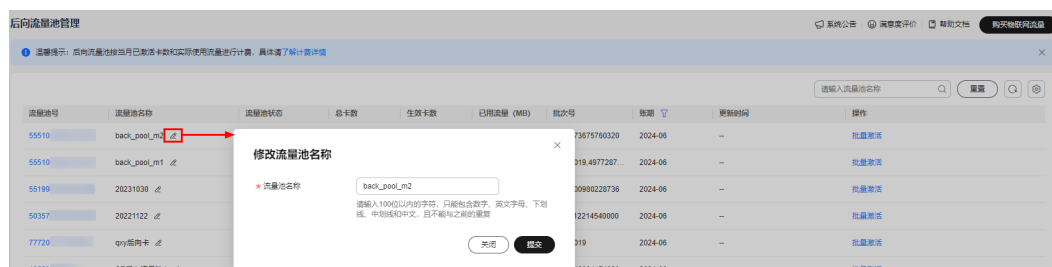 后向流量池管理
系统公告 满意度评价 帮助文档 购买物联网流量
温馨提示：后向流量池按当月已激活卡数和实际使用流量进行计费，具体请了解计费详情
请输入流量池名称 重置
流量池号 流量池名称 流量池状态 总卡数 生效卡数 已用流量 (MB) 批次号 账期 更新时间 操作
55510 back_pool_m2 73675760320 2024-06 -- 批量激活
修改流量池名称
55510 back_pool_m1 019,4977287... 2024-06 -- 批量激活
55199 20231030 00980228736 2024-06 -- 批量激活
* 流量池名称 back_pool_m2
请输入100位以内的字符，只能包含数字、英文字母、下划
线、中划线和中文，且不能与之前的重复
50357 20221122 12214540000 2024-06 -- 批量激活
77720 qxy后向卡 019 2024-06 -- 批量激活
关闭 提交